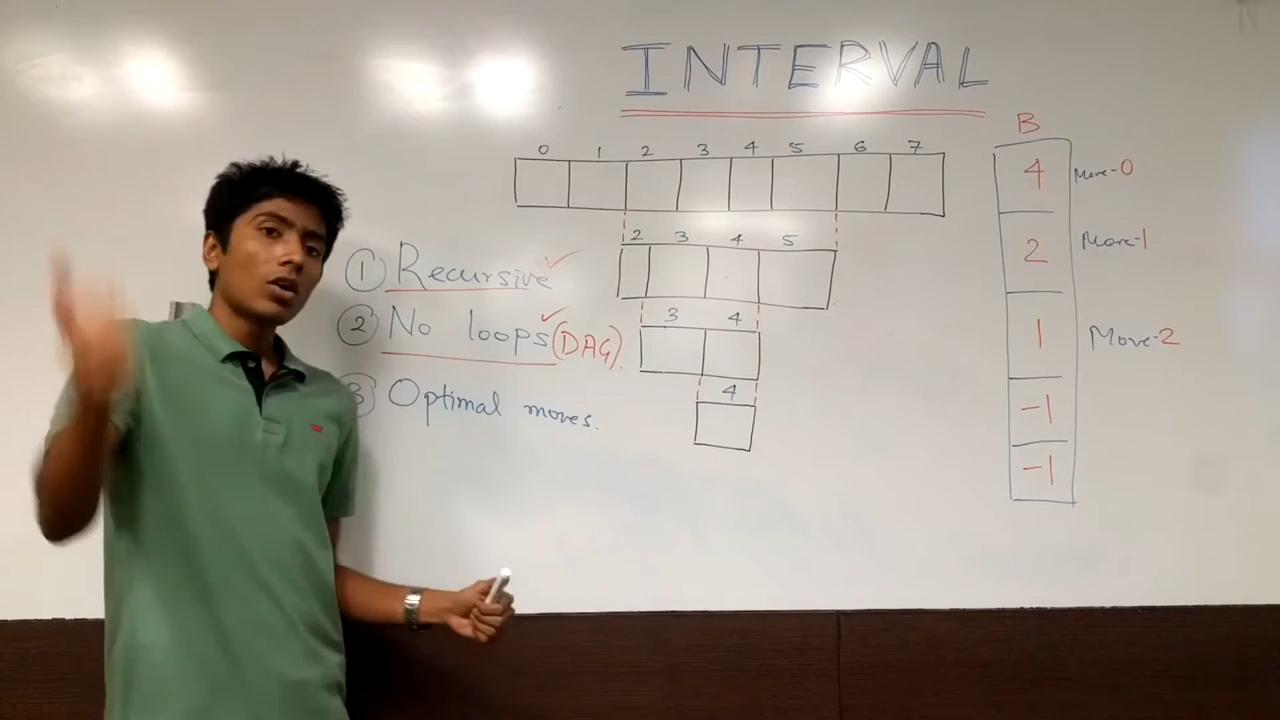 INTERVAL
0 1 2 3 4 5 6 7
2 3 4 5
3 4
4
① Recursive ✓
② No loops ✓ (DAG).
③ Optimal moves.
B
4 Move-0
2 Move-1
1 Move-2
-1
-1